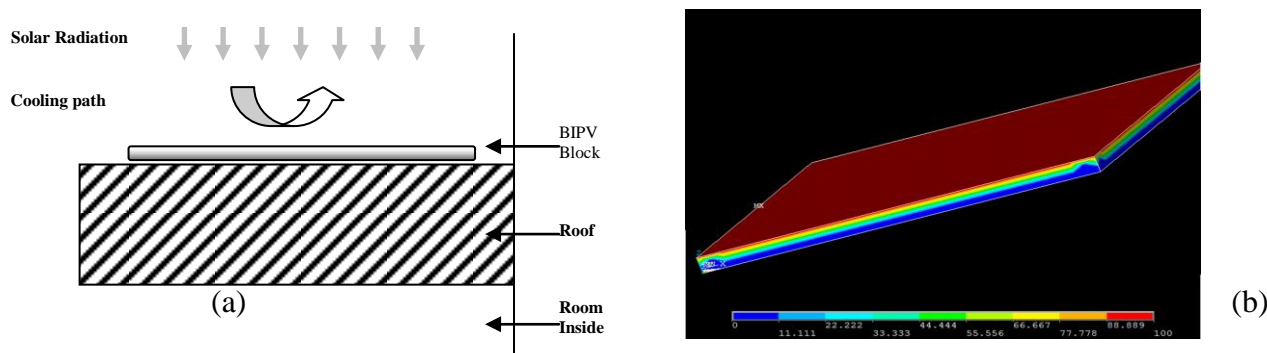 Solar Radiation
Cooling path
BIPV
Block
Roof
Room
Inside
(a)
MX
X
0
11.111
22.222
33.333
44.444
55.556
66.667
77.778
88.889
100
(b)